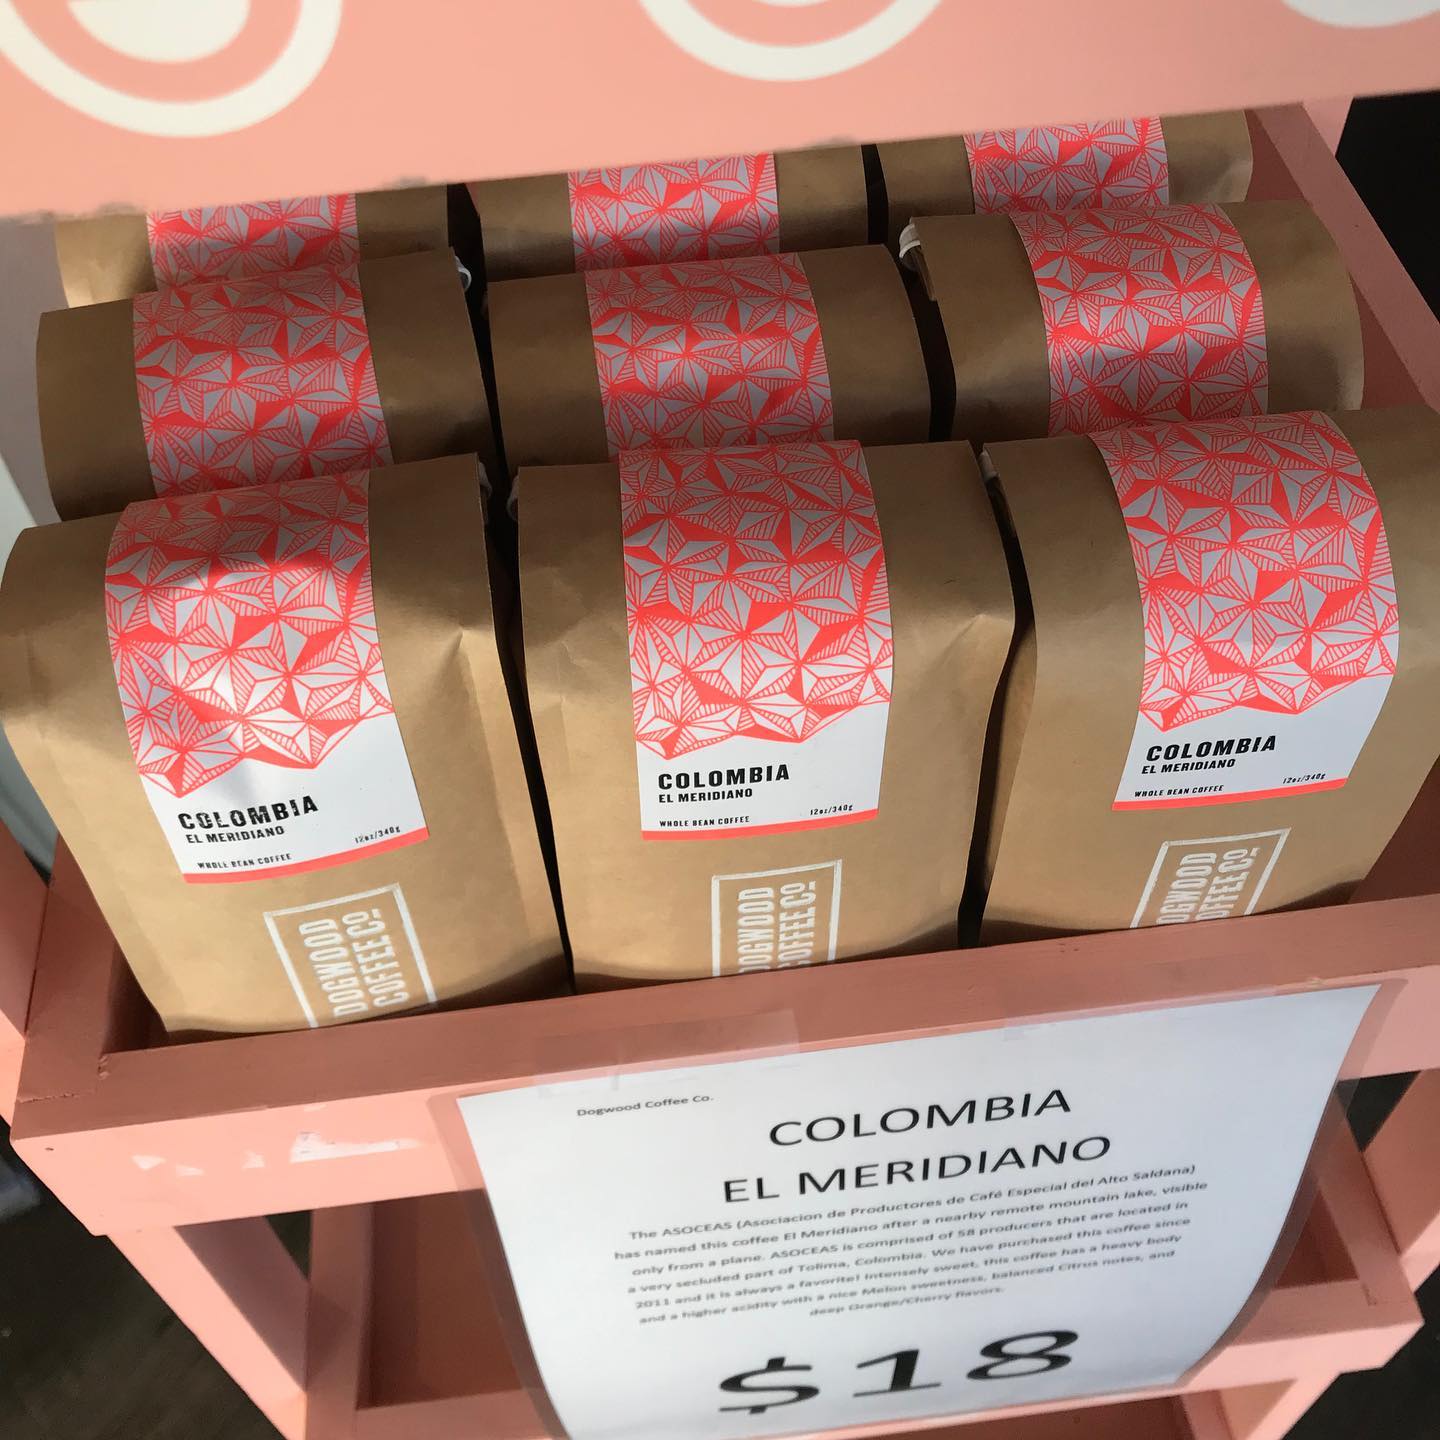 COLOMBIA
EL MERIDIANO
12oz/340g
WHOLE BEAN COFFEE
DOGWOOD
COFFEE CO
COLOMBIA
EL MERIDIANO
12oz/340g
WHOLE BEAN COFFEE
DOGWOOD
COFFEE CO
COLOMBIA
EL MERIDIANO
12oz/340g
WHOLE BEAN COFFEE
OGWOOD
OFFEE CO
Dogwood Coffee Co.
COLOMBIA
EL MERIDIANO
The ASOCEAS (Asociacion de Productores de Café Especial del Alto Saldana)
has named this coffee El Meridiano after a nearby remote mountain lake, visible
only from a plane. ASOCEAS is comprised of 58 producers that are located in
a very secluded part of Tolima, Colombia. We have purchased this coffee since
2011 and it is always a favorite! Intensely sweet, this coffee has a heavy body
and a higher acidity with a nice Melon sweetness, balanced Citrus notes, and
deep Orange/Cherry flavors.
$18